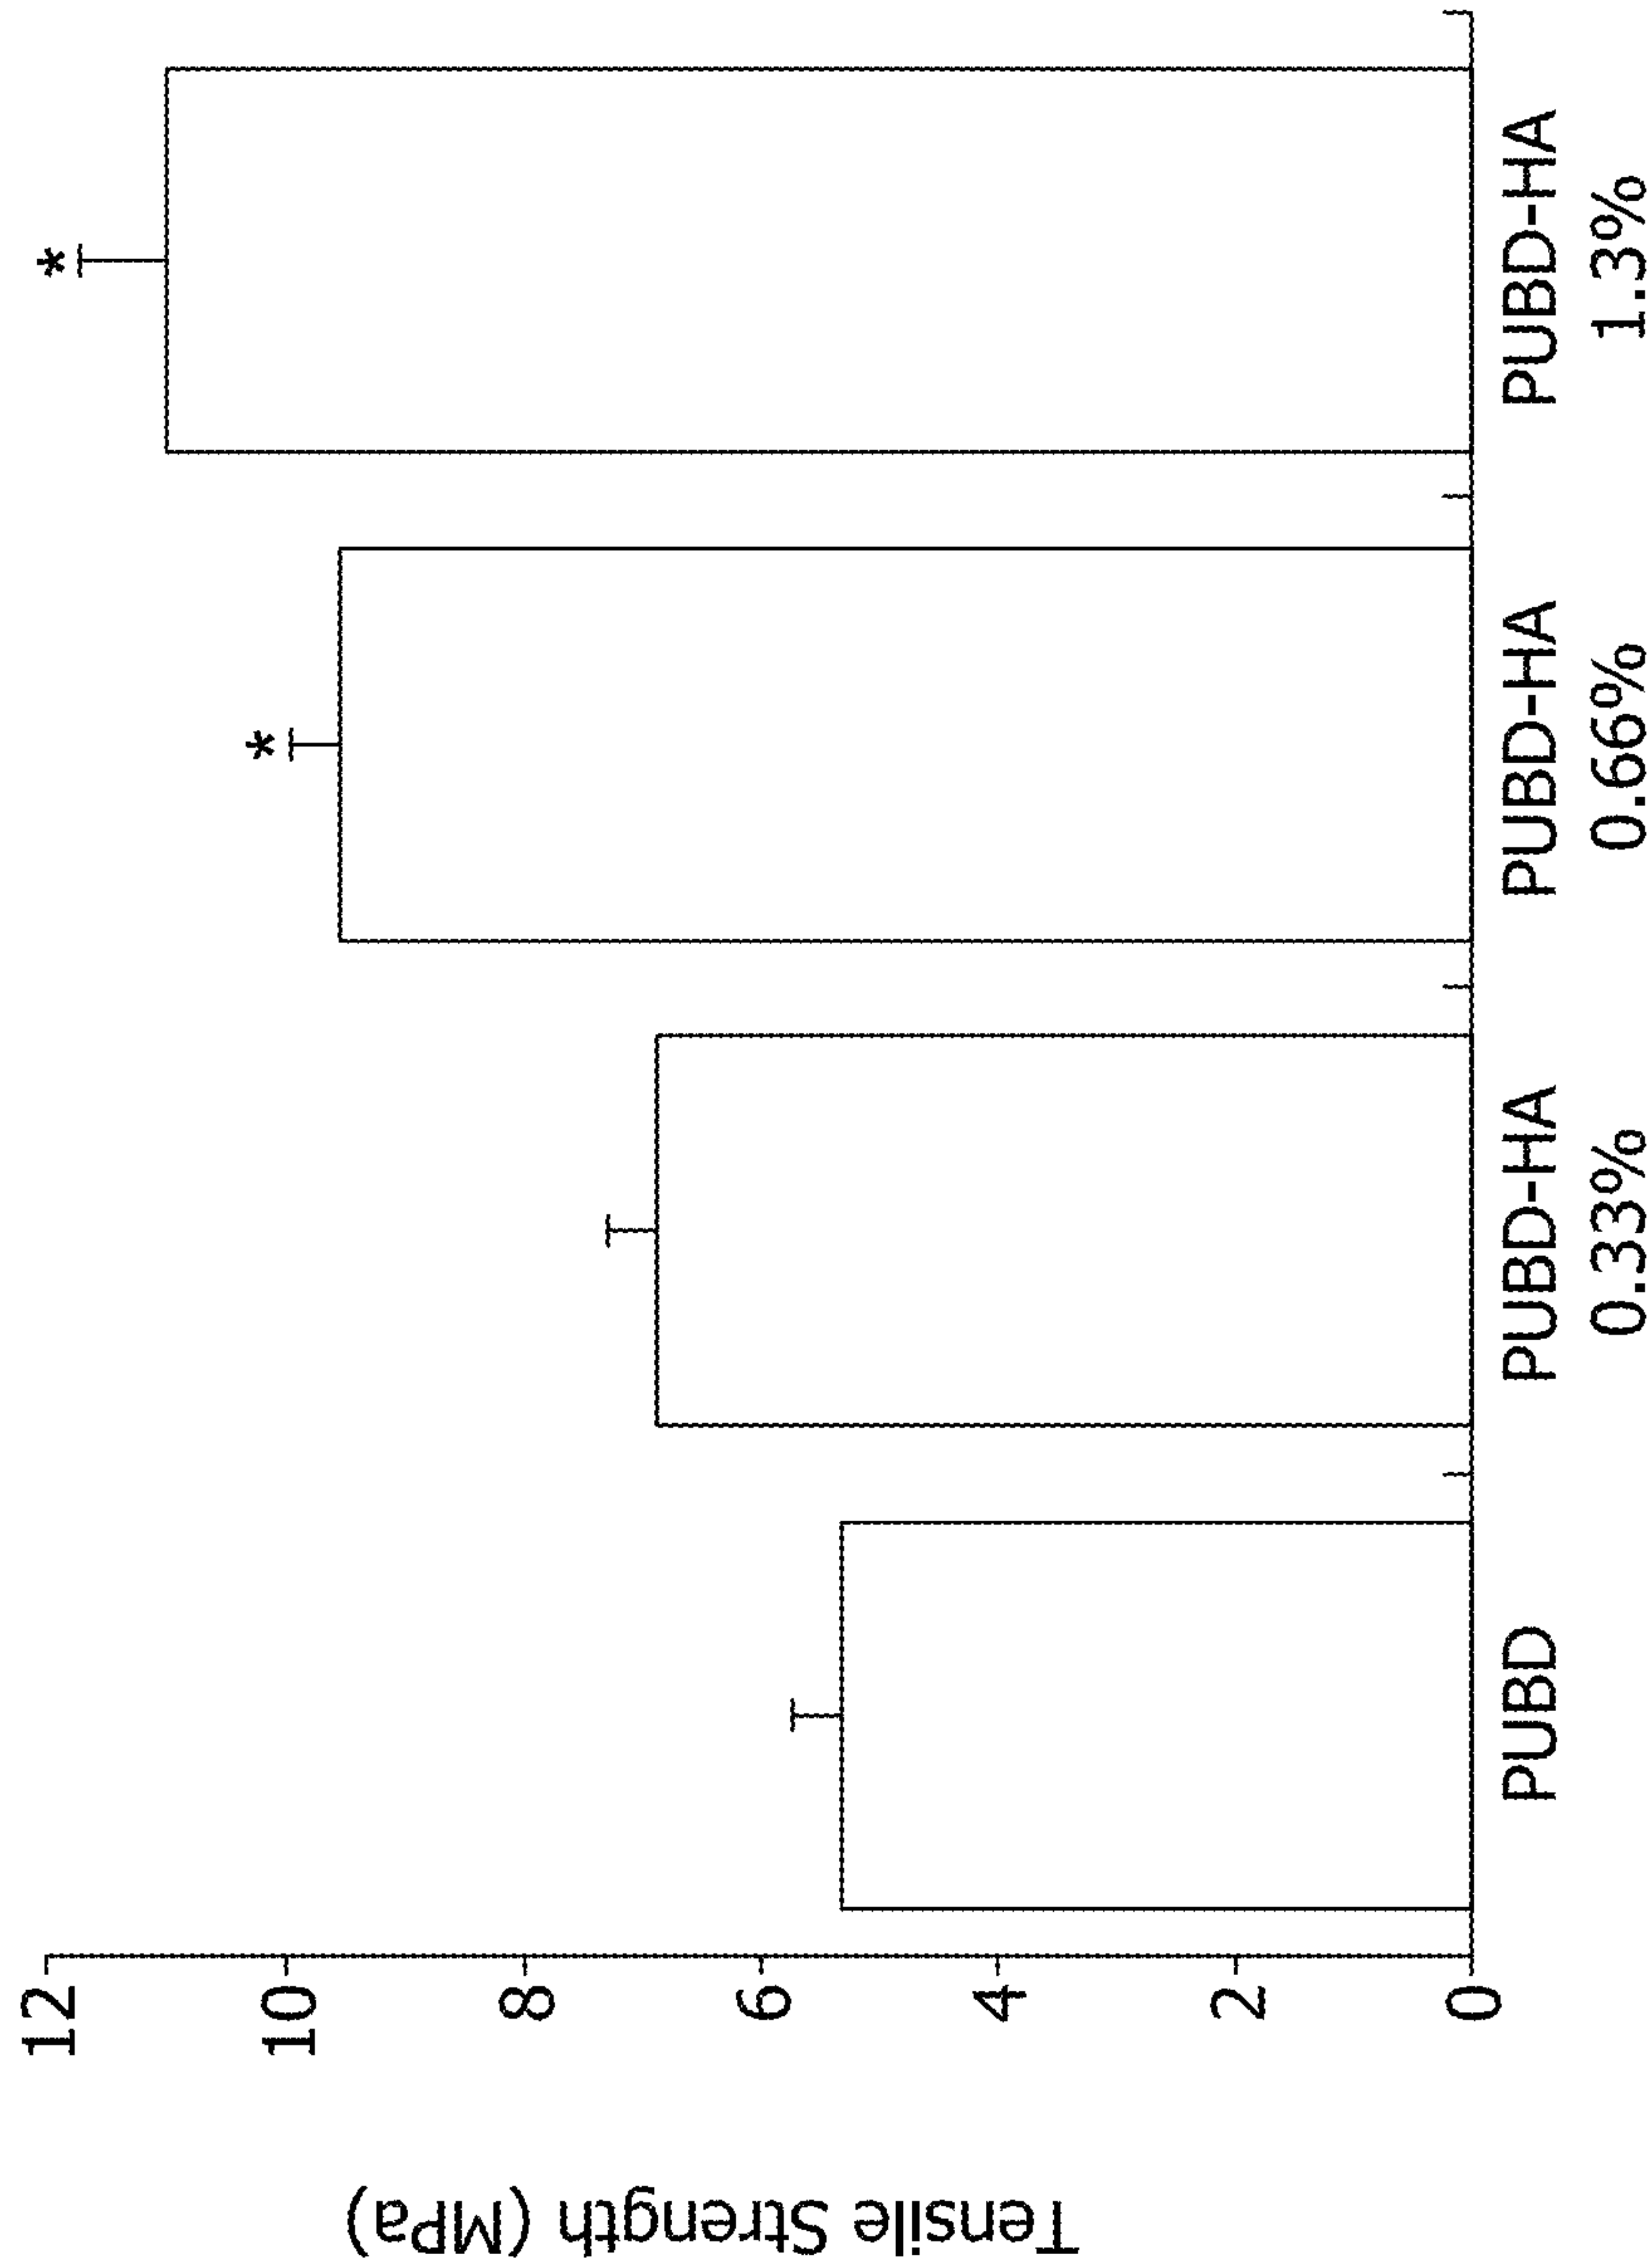 Tensile Strength (MPa)
12
10
8
6
4
2
0
*
*
PUBD
PUBD-HA
0.33%
PUBD-HA
0.66%
PUBD-HA
1.3%